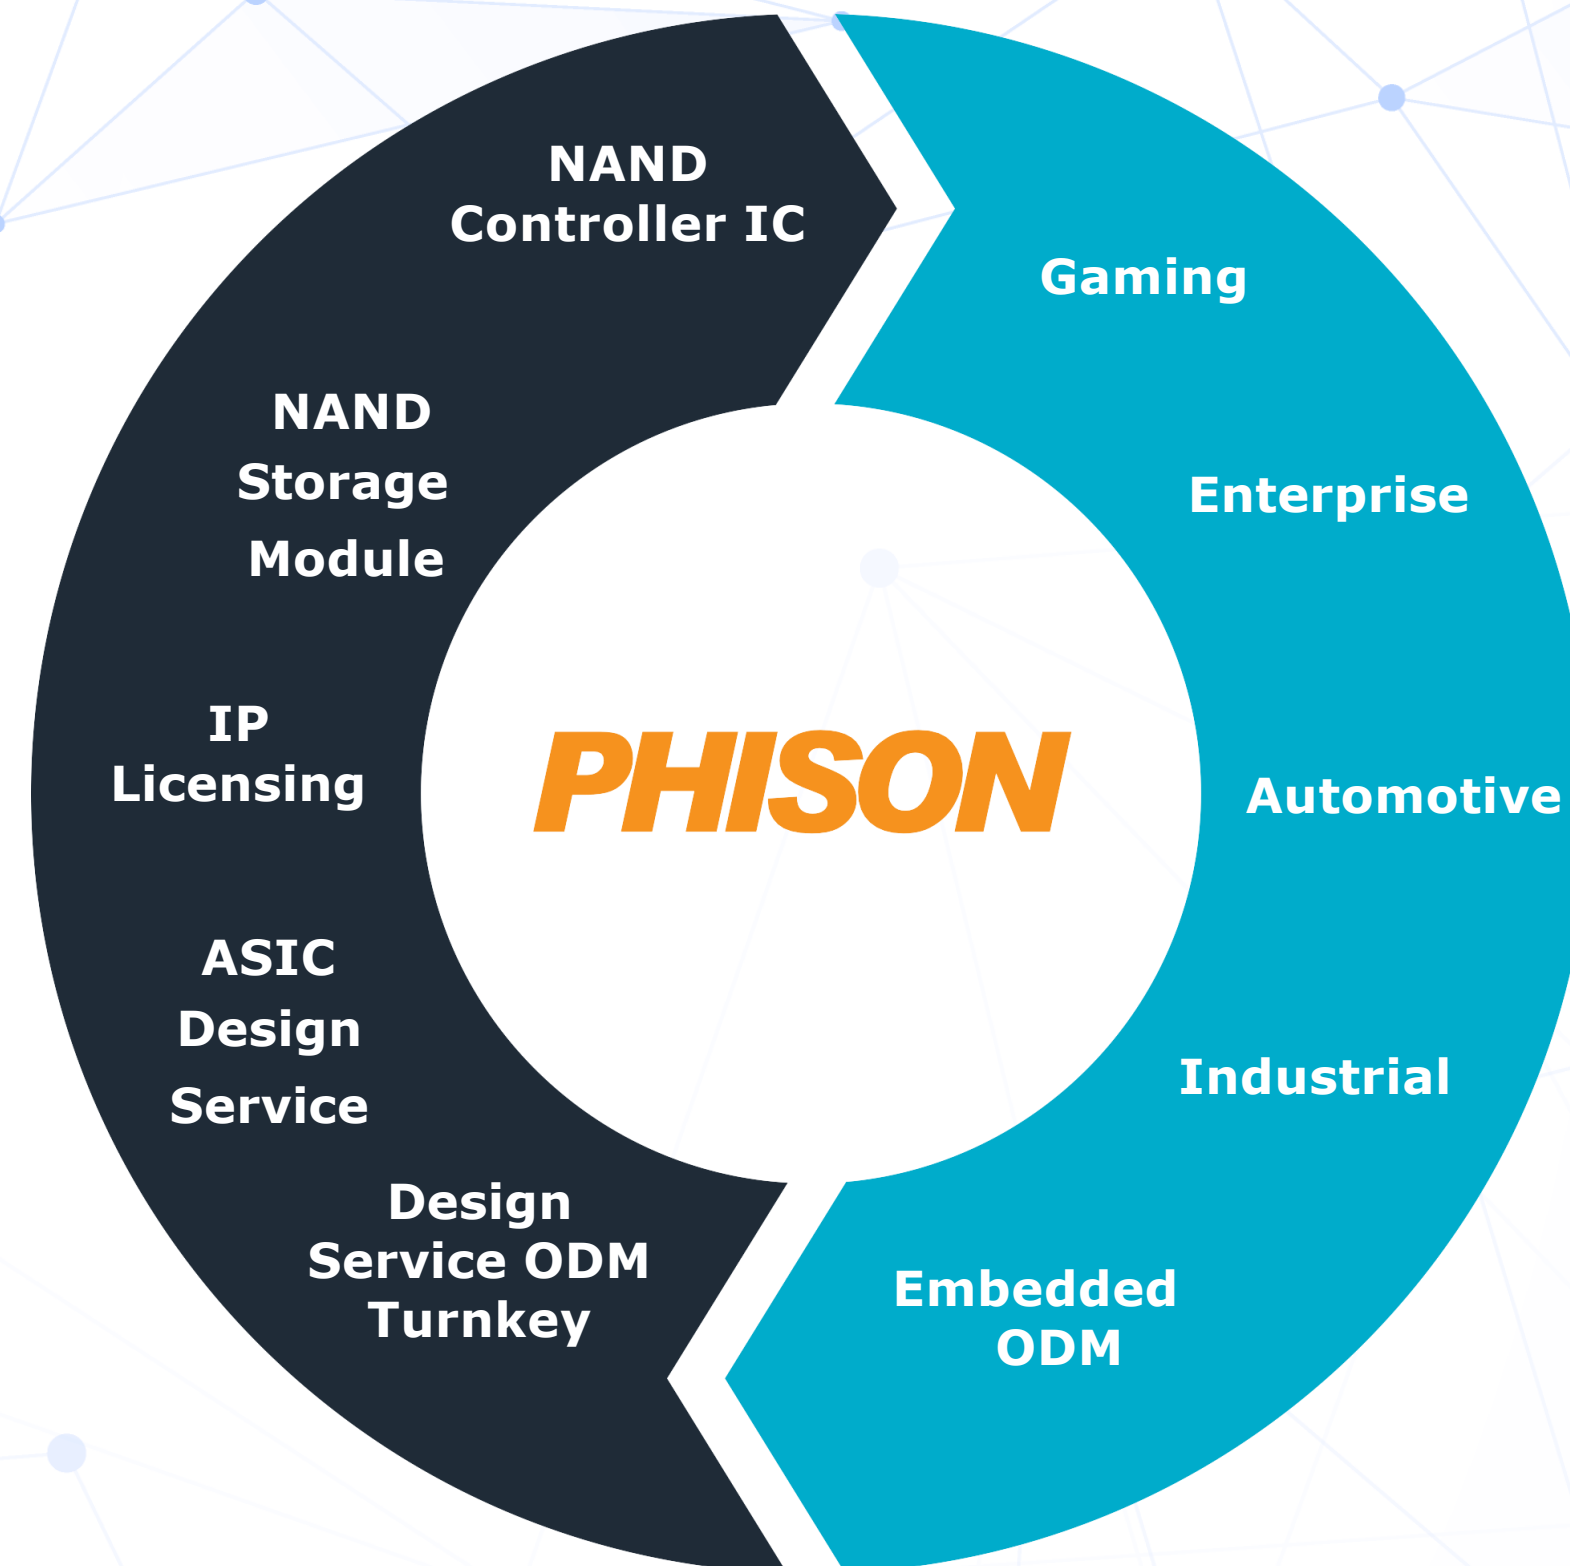 NAND
Controller IC
NAND
Storage
Module
IP
Licensing
ASIC
Design
Service
Design
Service ODM
Turnkey
PHISON
Gaming
Enterprise
Automotive
Industrial
Embedded
ODM